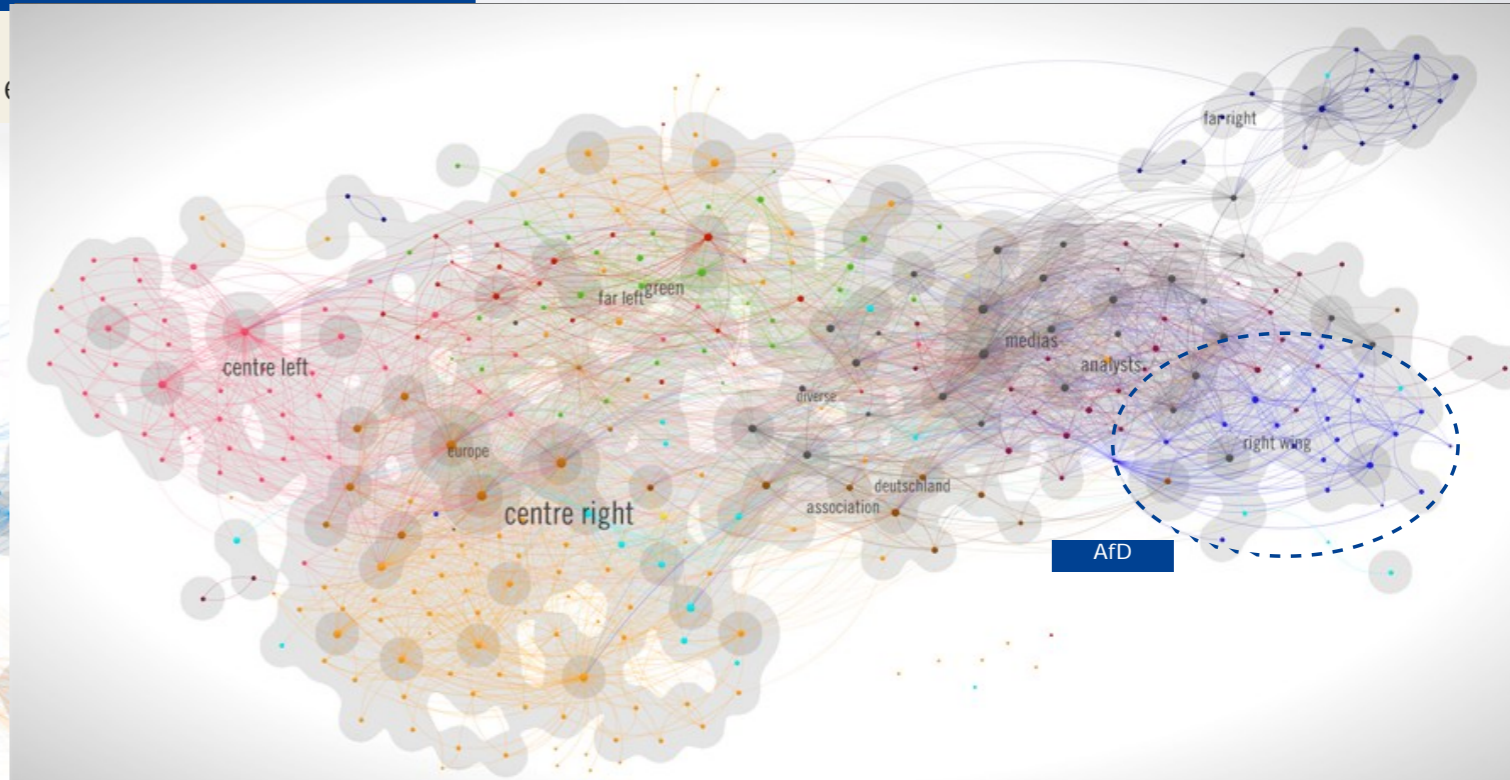 far right
far left
green
centre left
medias
analysts
diverse
europe
right wing
deutschland
association
centre right
AfD